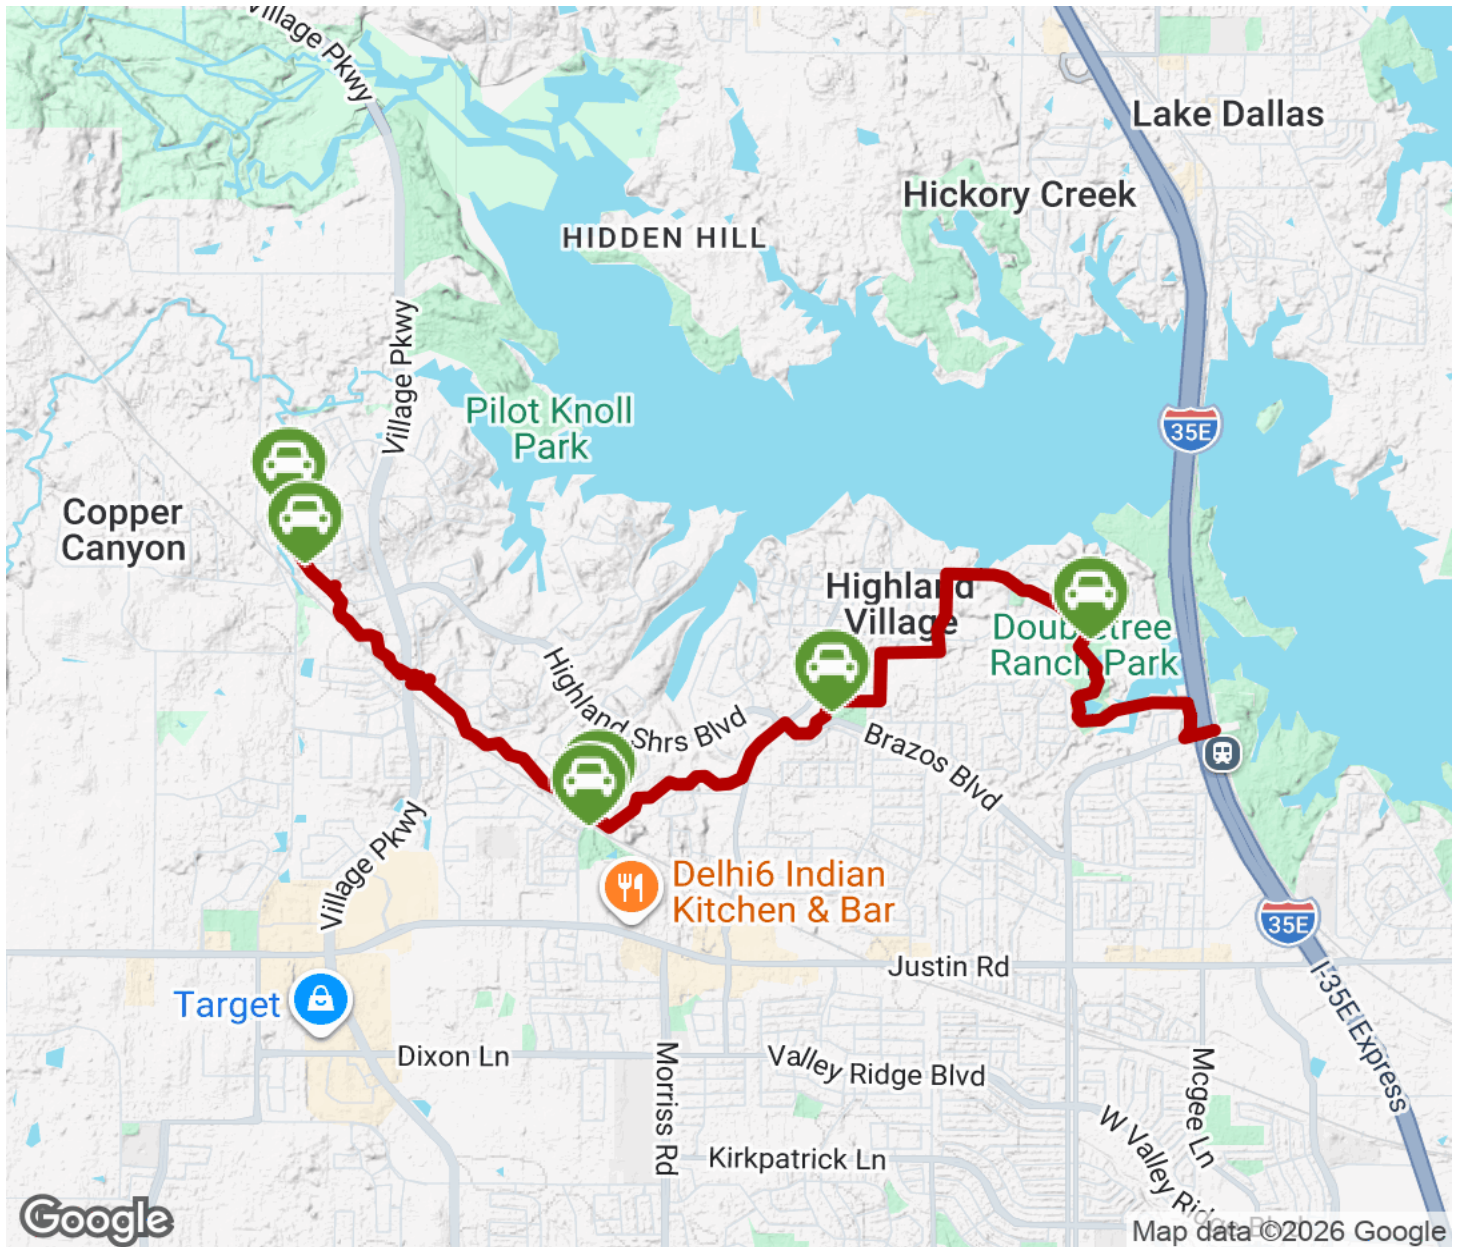 Village Pkwy
Lake Dallas
Hickory Creek
HIDDEN HILL
Village Pkwy
Pilot Knoll
Park
35E
Copper
Canyon
Highland
Village
Doubletree
Ranch Park
Highland Shrs Blvd
Brazos Blvd
Village Pkwy
Delhi6 Indian
Kitchen & Bar
35E
Justin Rd
I-35E Express
Target
Dixon Ln
Morriss Rd
Valley Ridge Blvd
Mcgee Ln
W Valley Ridge Blvd
Kirkpatrick Ln
Google
Map data ©2026 Google